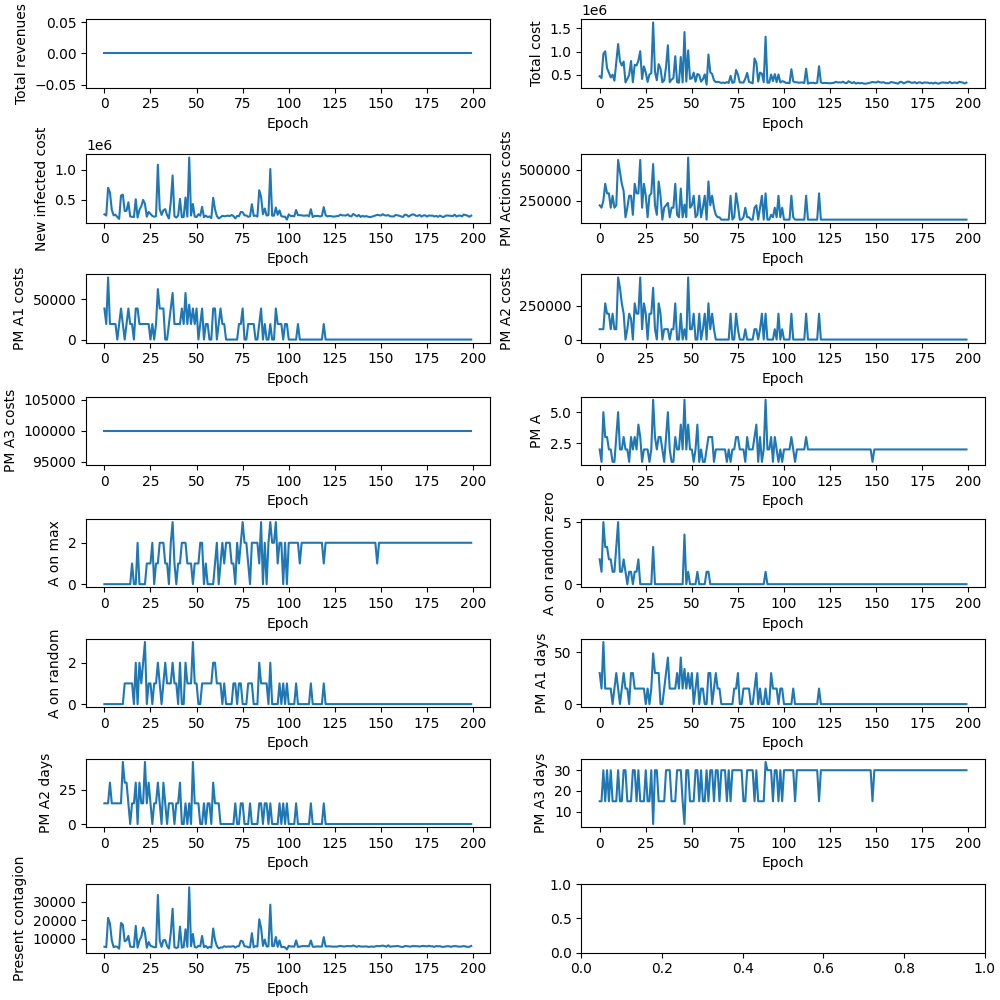 Total revenues
0.05
0.00
−0.05
0 25 50 75 100 125 150 175 200
Epoch
1e6
Total cost
1.5
1.0
0.5
0 25 50 75 100 125 150 175 200
Epoch
1e6
New infected cost
1.0
0.5
0 25 50 75 100 125 150 175 200
Epoch
PM Actions costs
500000
250000
0 25 50 75 100 125 150 175 200
Epoch
PM A1 costs
50000
0
0 25 50 75 100 125 150 175 200
Epoch
PM A2 costs
250000
0
0 25 50 75 100 125 150 175 200
Epoch
PM A3 costs
105000
100000
95000
0 25 50 75 100 125 150 175 200
Epoch
PM A
5.0
2.5
0 25 50 75 100 125 150 175 200
Epoch
A on max
2
0
0 25 50 75 100 125 150 175 200
Epoch
A on random zero
5
0
0 25 50 75 100 125 150 175 200
Epoch
A on random
2
0
0 25 50 75 100 125 150 175 200
Epoch
PM A1 days
50
0
0 25 50 75 100 125 150 175 200
Epoch
PM A2 days
25
0
0 25 50 75 100 125 150 175 200
Epoch
PM A3 days
30
20
10
0 25 50 75 100 125 150 175 200
Epoch
Present contagion
30000
20000
10000
0 25 50 75 100 125 150 175 200
Epoch
1.0
0.5
0.0
0.0 0.2 0.4 0.6 0.8 1.0